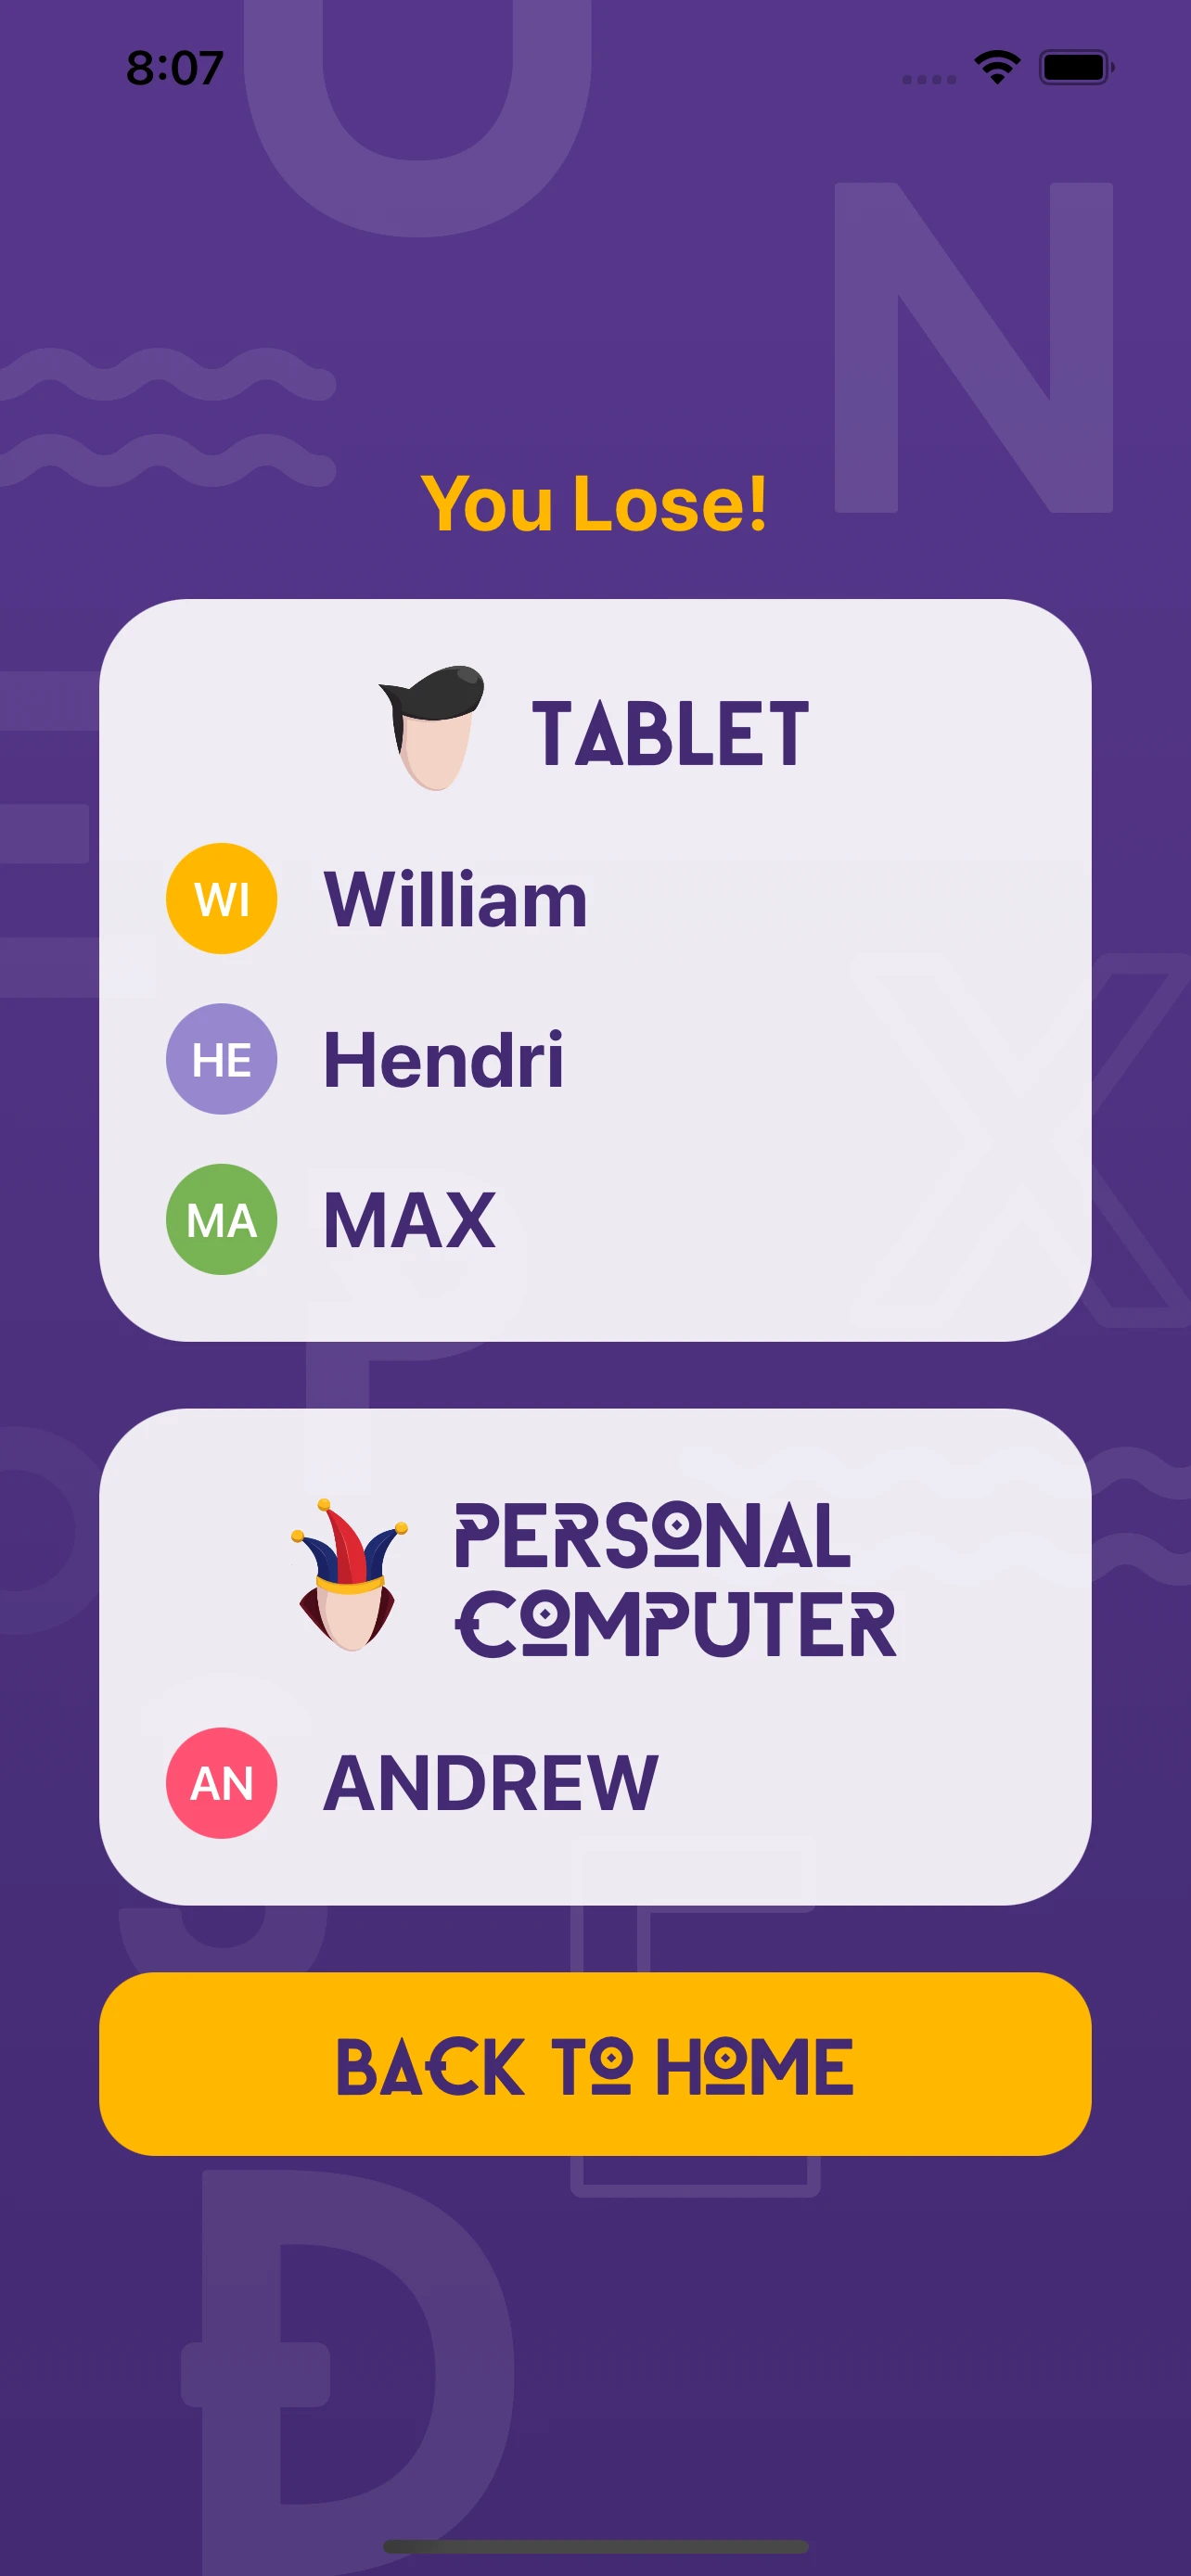 8:07
You Lose!
TABLET
WI William
HE Hendri
MA MAX
PERSONAL
COMPUTER
AN ANDREW
BACK TO HOME